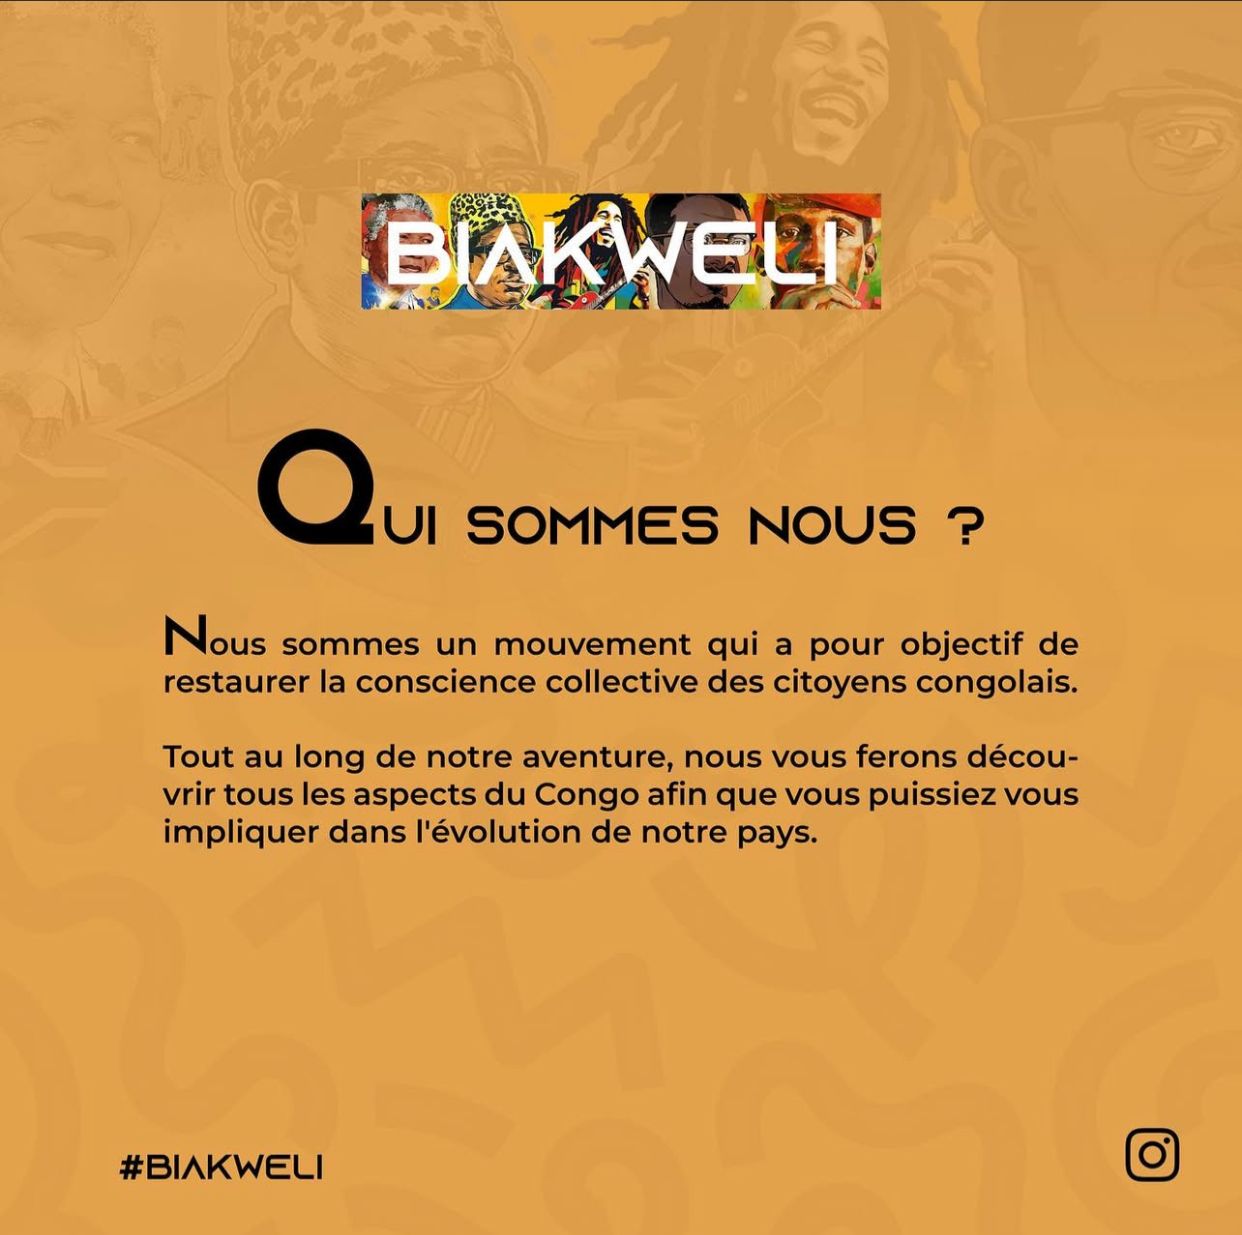 BIAKWELI
Qui sommes nous ?
Nous sommes un mouvement qui a pour objectif de
restaurer la conscience collective des citoyens congolais.
Tout au long de notre aventure, nous vous ferons décou-
vrir tous les aspects du Congo afin que vous puissiez vous
impliquer dans l'évolution de notre pays.
#BIAKWELI